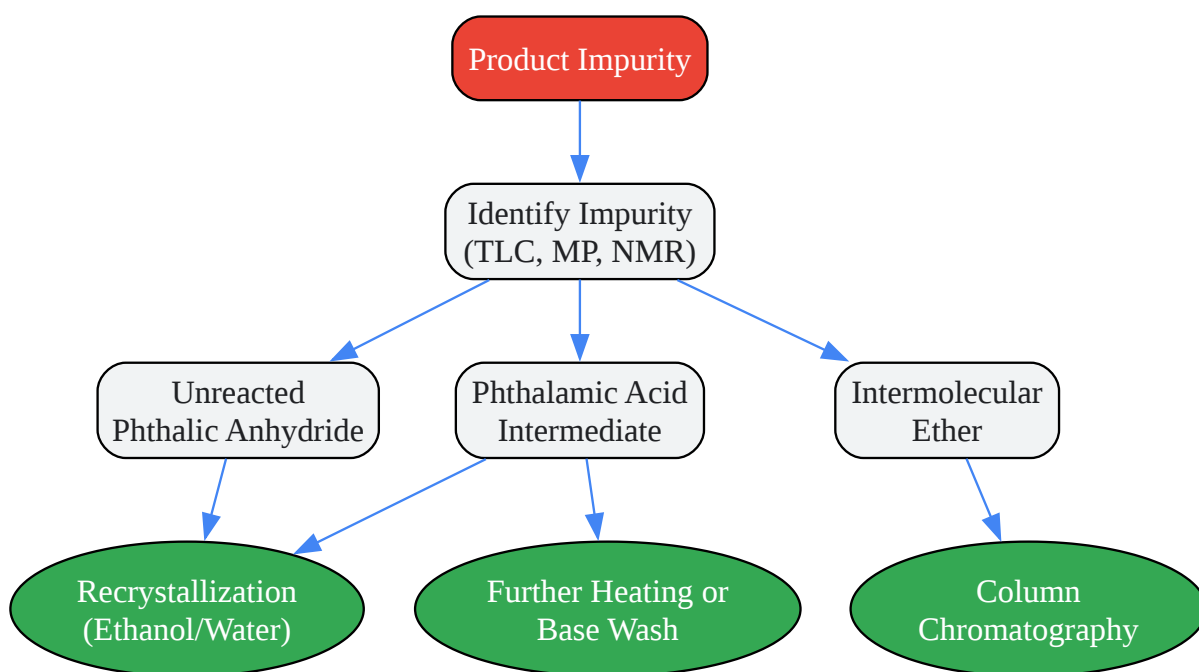 Product Impurity
Identify Impurity
(TLC, MP, NMR)
Unreacted
Phthalic Anhydride
Phthalamic Acid
Intermediate
Intermolecular
Ether
Recrystallization
(Ethanol/Water)
Further Heating or
Base Wash
Column
Chromatography